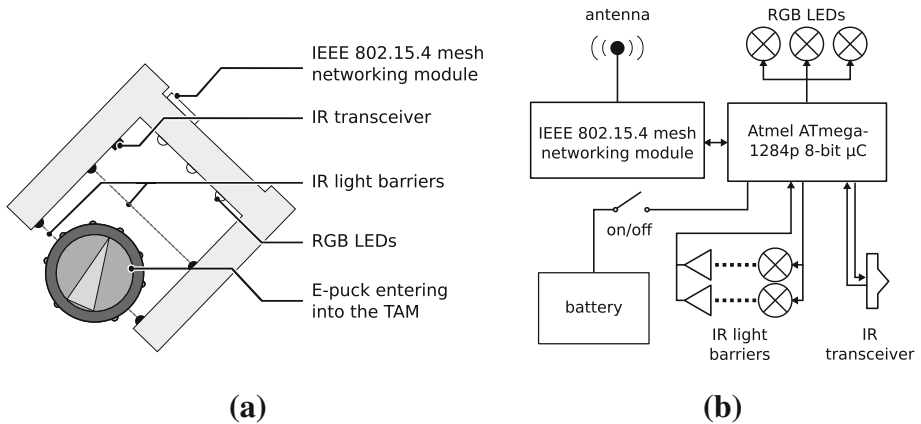 IEEE 802.15.4 mesh
networking module
IR transceiver
IR light barriers
RGB LEDs
E-puck entering
into the TAM
(a)
antenna
RGB LEDs
IEEE 802.15.4 mesh
networking module
Atmel ATmega-
1284p 8-bit µC
on/off
battery
IR light
barriers
IR
transceiver
(b)